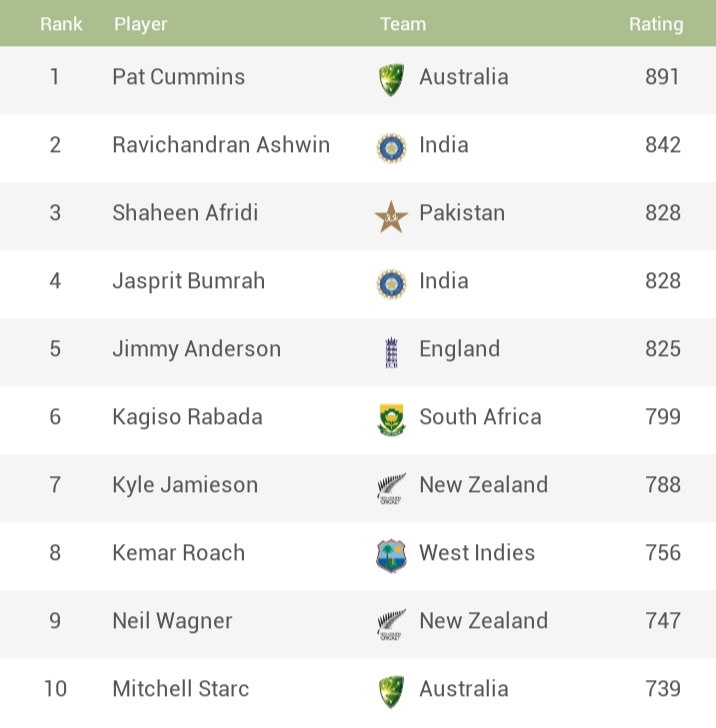 Rank Player Team Rating
1 Pat Cummins Australia 891
2 Ravichandran Ashwin India 842
3 Shaheen Afridi Pakistan 828
4 Jasprit Bumrah India 828
5 Jimmy Anderson England 825
6 Kagiso Rabada South Africa 799
7 Kyle Jamieson New Zealand 788
8 Kemar Roach West Indies 756
9 Neil Wagner New Zealand 747
10 Mitchell Starc Australia 739